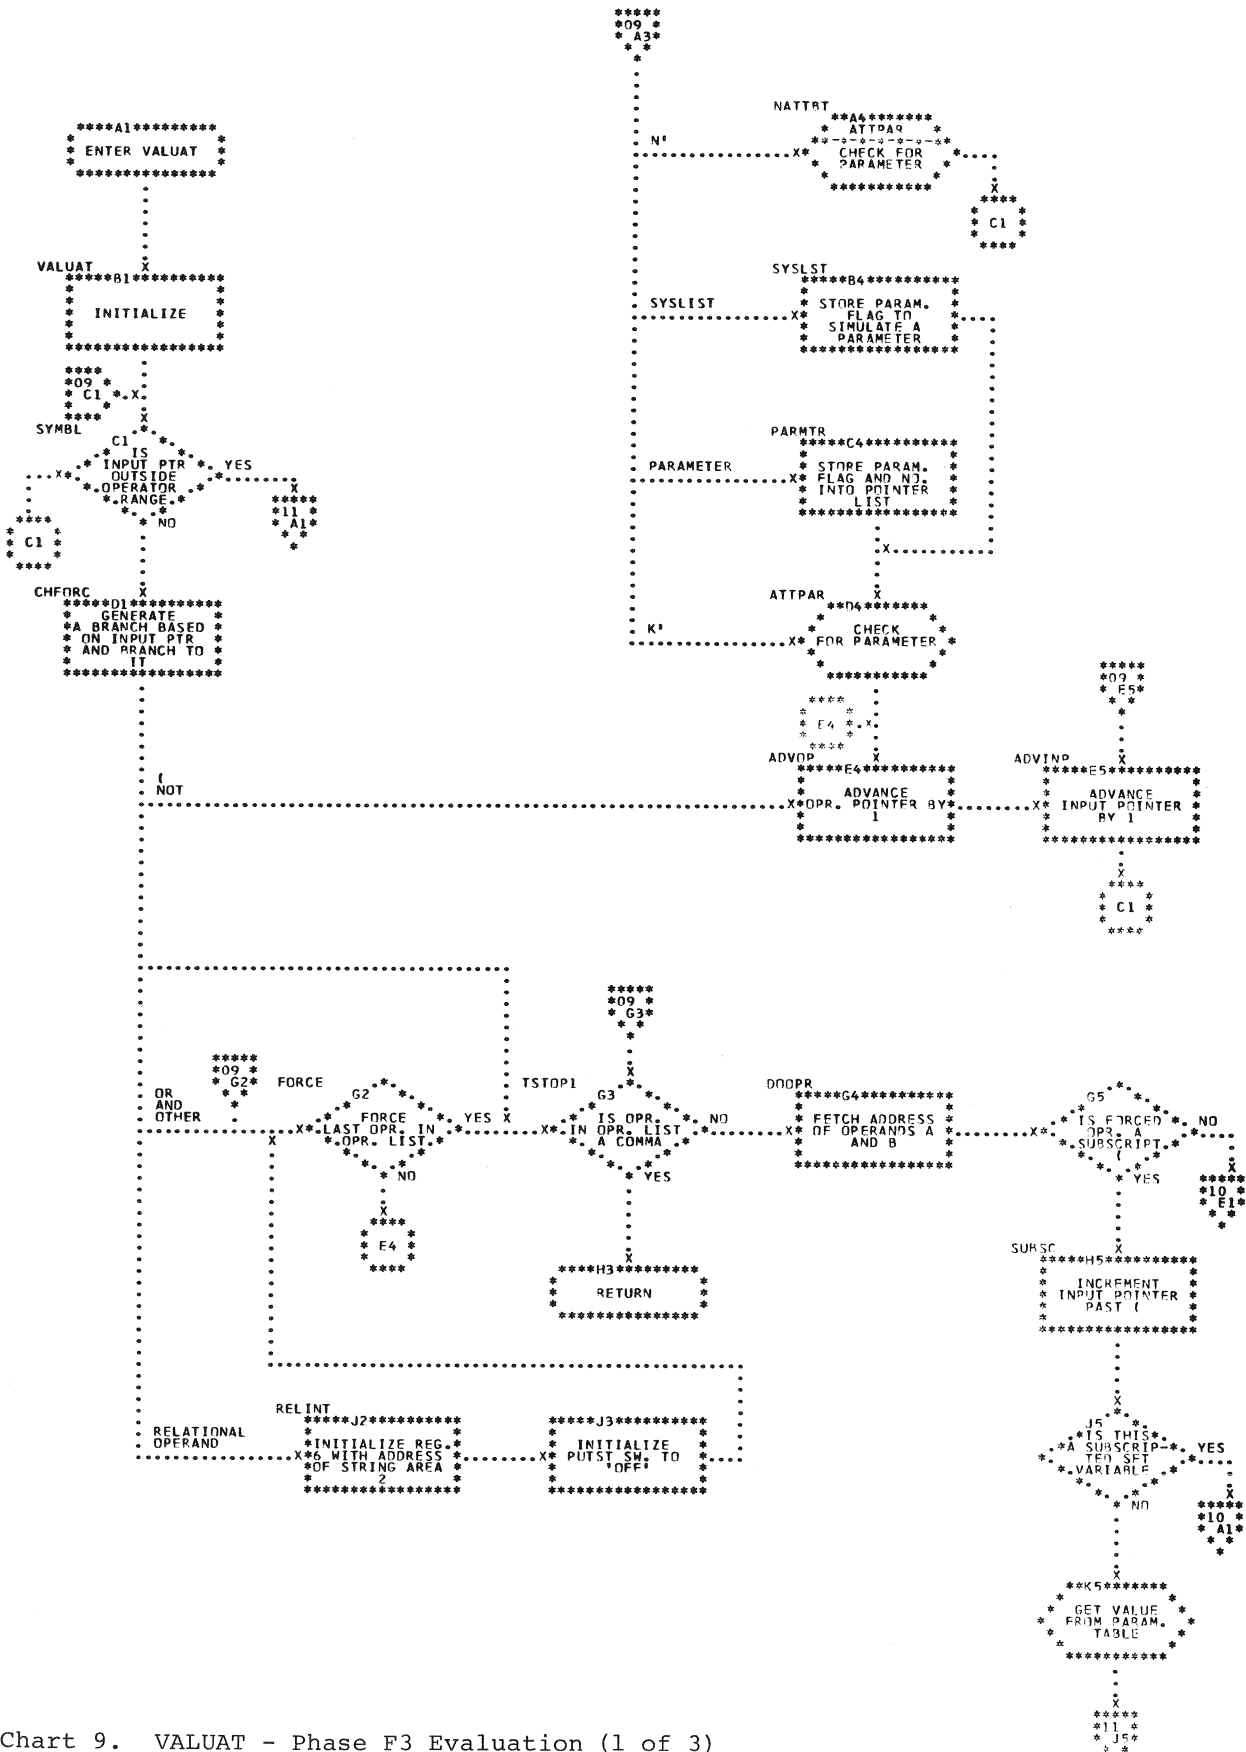 09
A3
NATTBT
A4
ATTPAR
N'
CHECK FOR
PARAMETER
C1
A1
ENTER VALUAT
VALUAT
B1
INITIALIZE
SYSLST
B4
SYSLIST
STORE PARAM.
FLAG TO
SIMULATE A
PARAMETER
09
C1
SYMBL
C1
IS
INPUT PTR
OUTSIDE
OPERATOR
RANGE
YES
NO
C1
11
A1
PARMTR
C4
PARAMETER
STORE PARAM.
FLAG AND NO.
INTO POINTER
LIST
CHFORC
D1
GENERATE
A BRANCH BASED
ON INPUT PTR
AND BRANCH TO
IT
ATTPAR
D4
K'
CHECK
FOR PARAMETER
E4
09
E5
(
NOT
ADVOP
E4
ADVANCE
OPR. POINTER BY
1
ADVINP
E5
ADVANCE
INPUT POINTER
BY 1
C1
OR
AND
OTHER
09
G2
FORCE
G2
FORCE
LAST OPR. IN
OPR. LIST
YES
NO
E4
09
G3
TSTOP1
G3
IS OPR.
IN OPR. LIST
A COMMA
NO
YES
H3
RETURN
DOOPR
G4
FETCH ADDRESS
OF OPERANDS A
AND B
G5
IS FORCED
OPR. A
SUBSCRIPT
(
NO
YES
10
E1
SUBSC
H5
INCREMENT
INPUT POINTER
PAST (
RELATIONAL
OPERAND
RELINT
J2
INITIALIZE REG.
6 WITH ADDRESS
OF STRING AREA
2
J3
INITIALIZE
PUTST SW. TO
'OFF'
J5
IS THIS
A SUBSCRIP-
TED SET
VARIABLE
YES
NO
10
A1
K5
GET VALUE
FROM PARAM.
TABLE
11
J5
Chart 9. VALUAT - Phase F3 Evaluation (1 of 3)